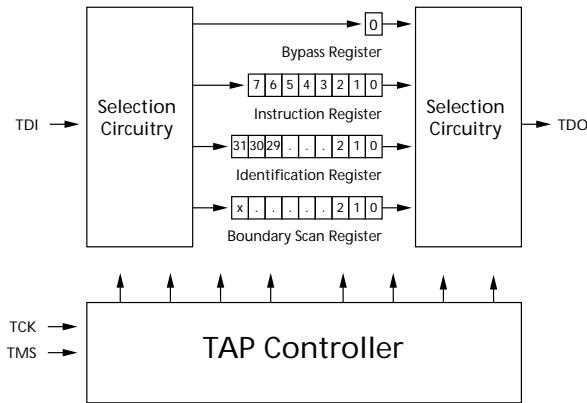 0
Bypass Register
7 6 5 4 3 2 1 0
Selection Circuitry
Instruction Register
Selection Circuitry
TDI
TDO
31 30 29 . . . 2 1 0
Identification Register
x . . . . . 2 1 0
Boundary Scan Register
TCK
TMS
TAP Controller